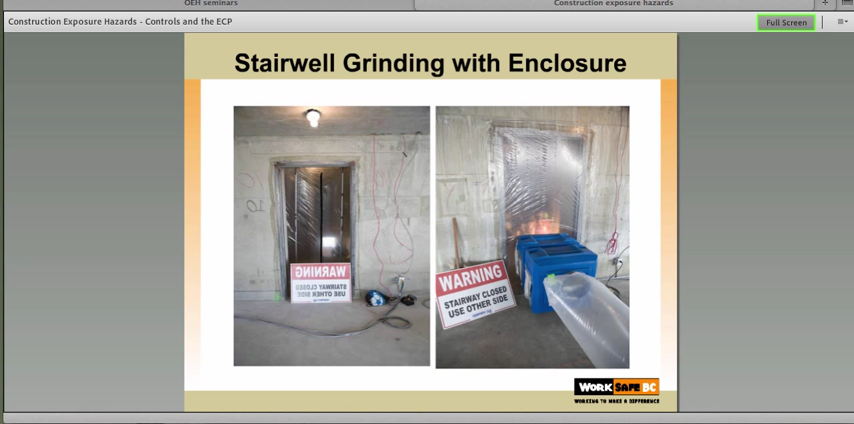 OEH seminars
Construction exposure hazards
Construction Exposure Hazards - Controls and the ECP
Full Screen
Stairwell Grinding with Enclosure
WARNING
STAIRWAY CLOSED
USE OTHER SIDE
WARNING
STAIRWAY CLOSED
USE OTHER SIDE
WORK SAFE BC
WORKING TO MAKE A DIFFERENCE